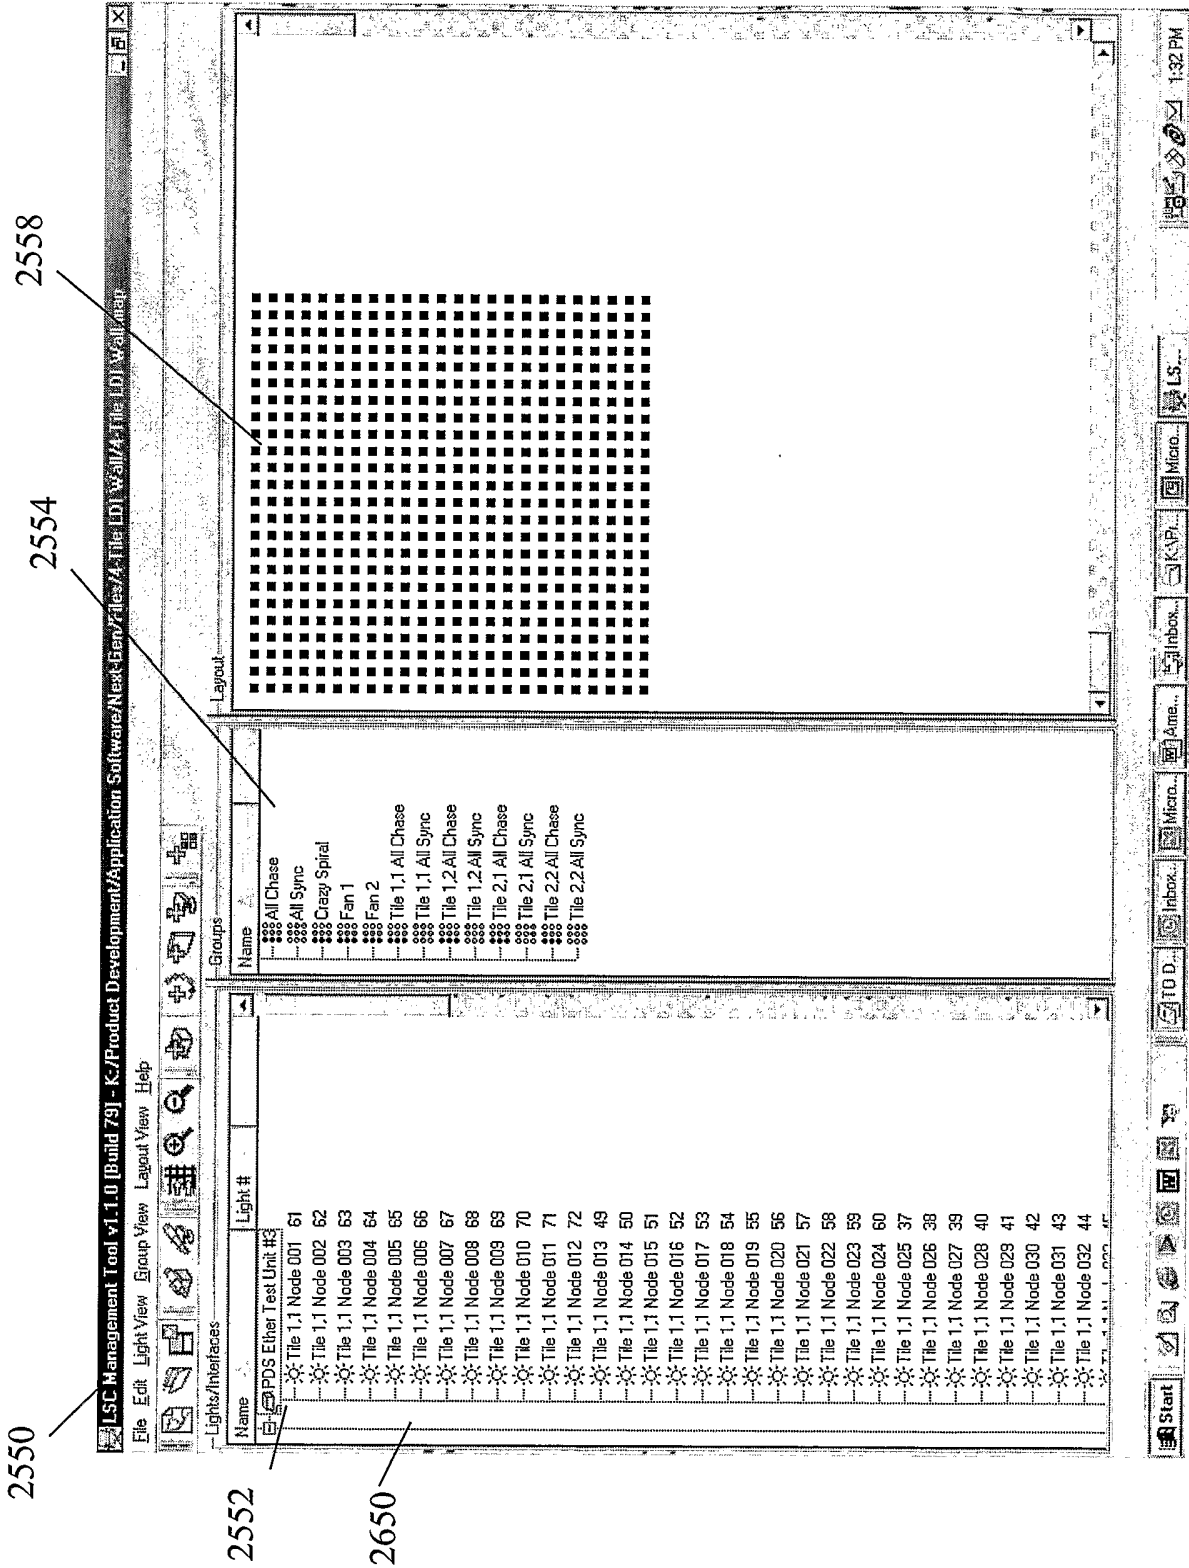 2550
2552
2650
2554
2558
LSC Management Tool v1.1.0 [Build 79] - K:/Product Development/Application Software/Next-Gen/Files/4-Tile LDI Wall/4-Tile LDI Wall.map
File Edit Light View Group View Layout View Help
Lights/Interfaces
Name Light #
PDS Ether Test Unit #3
Tile 1,1 Node 001 61
Tile 1,1 Node 002 62
Tile 1,1 Node 003 63
Tile 1,1 Node 004 64
Tile 1,1 Node 005 65
Tile 1,1 Node 006 66
Tile 1,1 Node 007 67
Tile 1,1 Node 008 68
Tile 1,1 Node 009 69
Tile 1,1 Node 010 70
Tile 1,1 Node 011 71
Tile 1,1 Node 012 72
Tile 1,1 Node 013 49
Tile 1,1 Node 014 50
Tile 1,1 Node 015 51
Tile 1,1 Node 016 52
Tile 1,1 Node 017 53
Tile 1,1 Node 018 54
Tile 1,1 Node 019 55
Tile 1,1 Node 020 56
Tile 1,1 Node 021 57
Tile 1,1 Node 022 58
Tile 1,1 Node 023 59
Tile 1,1 Node 024 60
Tile 1,1 Node 025 37
Tile 1,1 Node 026 38
Tile 1,1 Node 027 39
Tile 1,1 Node 028 40
Tile 1,1 Node 029 41
Tile 1,1 Node 030 42
Tile 1,1 Node 031 43
Tile 1,1 Node 032 44
Groups
Name
All Chase
All Sync
Crazy Spiral
Fan 1
Fan 2
Tile 1,1 All Chase
Tile 1,1 All Sync
Tile 1,2 All Chase
Tile 1,2 All Sync
Tile 2,1 All Chase
Tile 2,1 All Sync
Tile 2,2 All Chase
Tile 2,2 All Sync
Layout
Start
TO D...
Inbox...
Micro...
Ame...
Inbox...
K:\Pr...
Micro...
LS...
1:32 PM